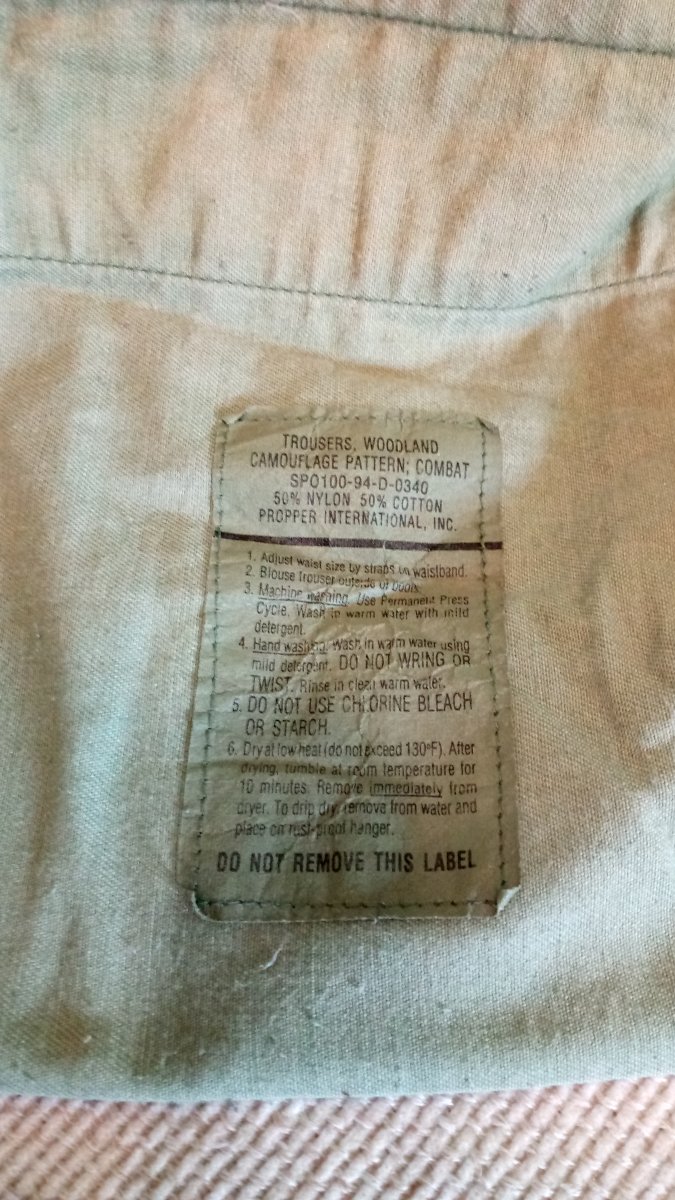 TROUSERS, WOODLAND
CAMOUFLAGE PATTERN; COMBAT
SPO100-94-D-0340
50% NYLON 50% COTTON
PROPPER INTERNATIONAL, INC.
1. Adjust waist size by straps on waistband.
2. Blouse trouser outside of boots.
3. Machine washing. Use Permanent Press
Cycle. Wash in warm water with mild
detergent.
4. Hand washing. Wash in warm water using
mild detergent. DO NOT WRING OR
TWIST. Rinse in clean warm water.
5. DO NOT USE CHLORINE BLEACH
OR STARCH.
6. Dry at low heat (do not exceed 130°F). After
drying, tumble at room temperature for
10 minutes. Remove immediately from
dryer. To drip dry, remove from water and
place on rust-proof hanger.
DO NOT REMOVE THIS LABEL